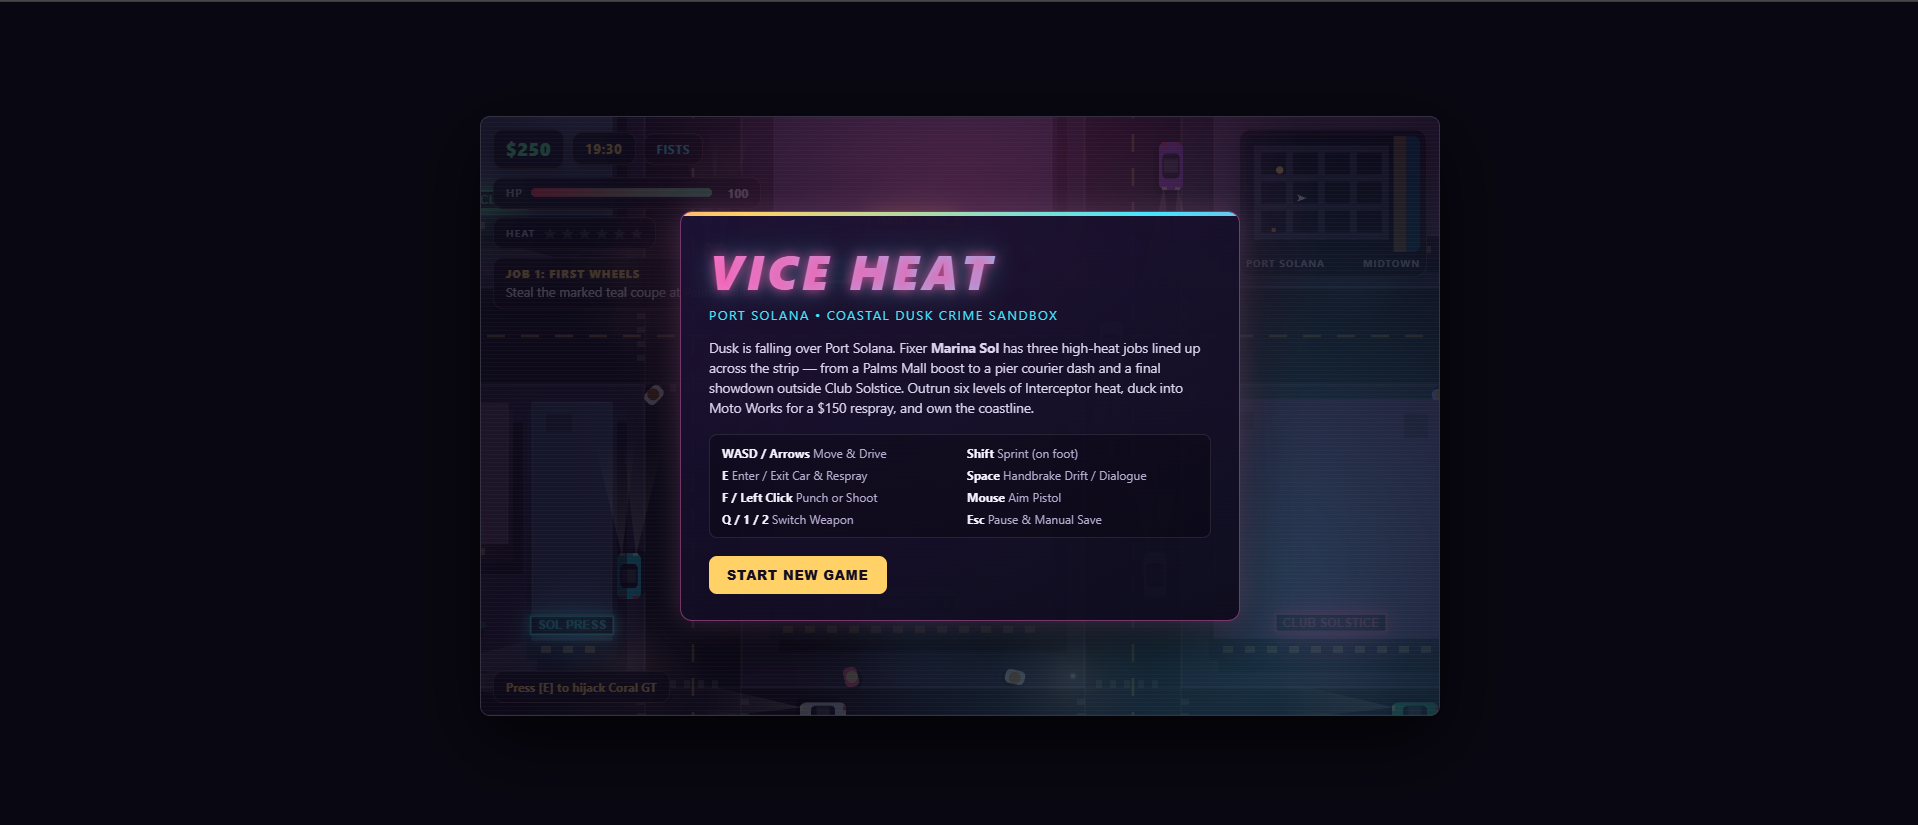 $250 19:30 FISTS
HP 100
HEAT
JOB 1: FIRST WHEELS
Steal the marked teal coupe at
PORT SOLANA MIDTOWN
VICE HEAT
PORT SOLANA • COASTAL DUSK CRIME SANDBOX
Dusk is falling over Port Solana. Fixer Marina Sol has three high-heat jobs lined up
across the strip — from a Palms Mall boost to a pier courier dash and a final
showdown outside Club Solstice. Outrun six levels of Interceptor heat, duck into
Moto Works for a $150 respray, and own the coastline.
WASD / Arrows Move & Drive
Shift Sprint (on foot)
E Enter / Exit Car & Respray
Space Handbrake Drift / Dialogue
F / Left Click Punch or Shoot
Mouse Aim Pistol
Q / 1 / 2 Switch Weapon
Esc Pause & Manual Save
START NEW GAME
SOL PRESS
CLUB SOLSTICE
Press [E] to hijack Coral GT